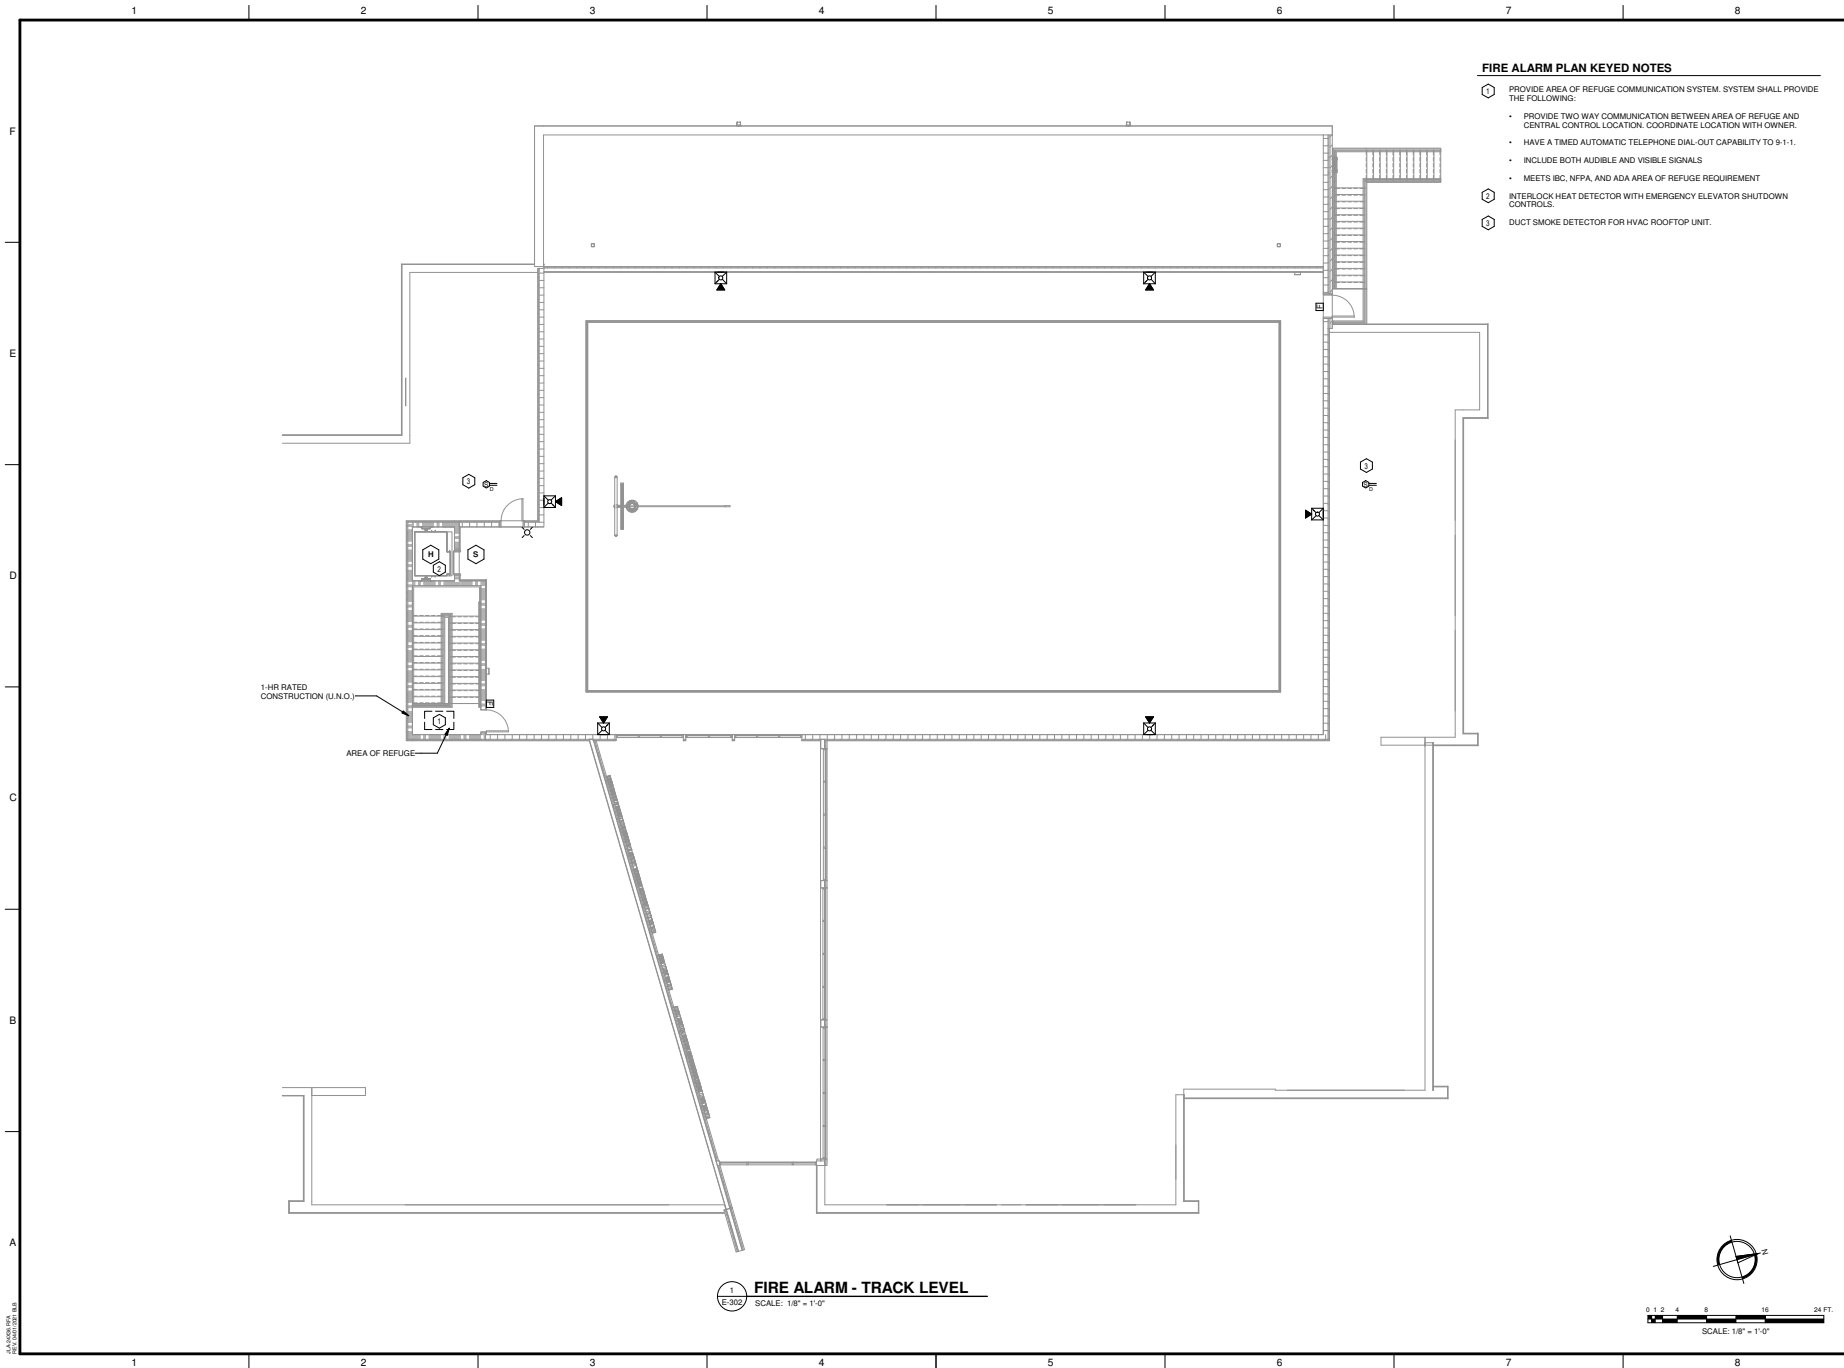 1 2 3 4 5 6 7 8
FIRE ALARM PLAN KEYED NOTES
1 PROVIDE AREA OF REFUGE COMMUNICATION SYSTEM. SYSTEM SHALL PROVIDE
THE FOLLOWING:
• PROVIDE TWO WAY COMMUNICATION BETWEEN AREA OF REFUGE AND
CENTRAL CONTROL LOCATION. COORDINATE LOCATION WITH OWNER.
• HAVE A TIMED AUTOMATIC TELEPHONE DIAL-OUT CAPABILITY TO 9-1-1.
• INCLUDE BOTH AUDIBLE AND VISIBLE SIGNALS
• MEETS IBC, NFPA, AND ADA AREA OF REFUGE REQUIREMENT
2 INTERLOCK HEAT DETECTOR WITH EMERGENCY ELEVATOR SHUTDOWN
CONTROLS.
3 DUCT SMOKE DETECTOR FOR HVAC ROOFTOP UNIT.
F
E
D
C
B
A
3
3
H
S
2
1-HR RATED
CONSTRUCTION (U.N.O.)
1
AREA OF REFUGE
1
E-302
FIRE ALARM - TRACK LEVEL
SCALE: 1/8" = 1'-0"
N
0 1 2 4 8 16 24 FT.
SCALE: 1/8" = 1'-0"
1 2 3 4 5 6 7 8